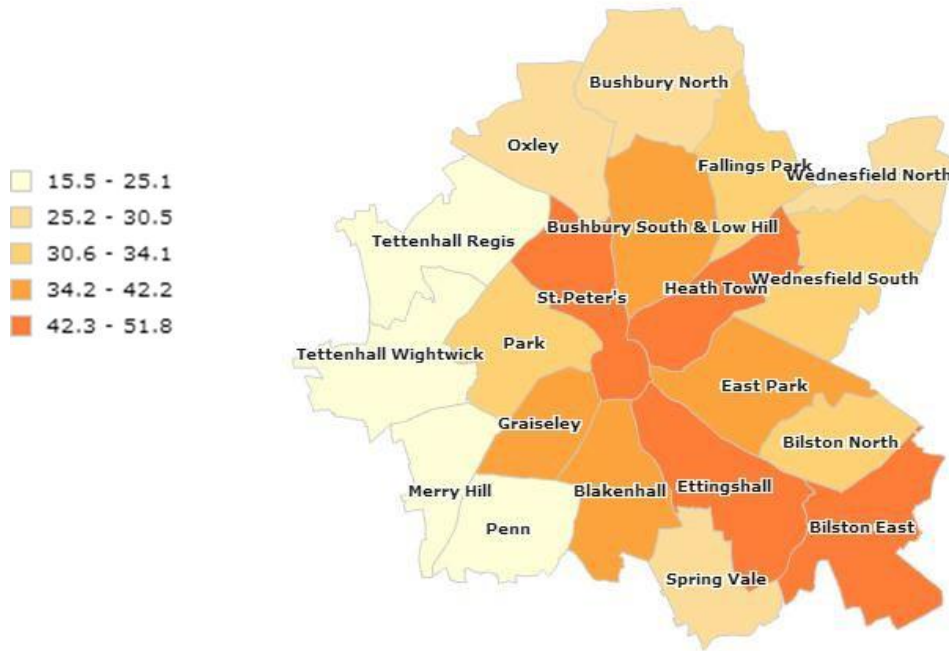 15.5 - 25.1
25.2 - 30.5
30.6 - 34.1
34.2 - 42.2
42.3 - 51.8
Bushbury North
Oxley
Fallings Park
Wednesfield North
Tettenhall Regis
Bushbury South & Low Hill
Wednesfield South
Heath Town
St.Peter's
Tettenhall Wightwick
Park
East Park
Graiseley
Bilston North
Merry Hill
Blakenhall
Ettingshall
Penn
Bilston East
Spring Vale